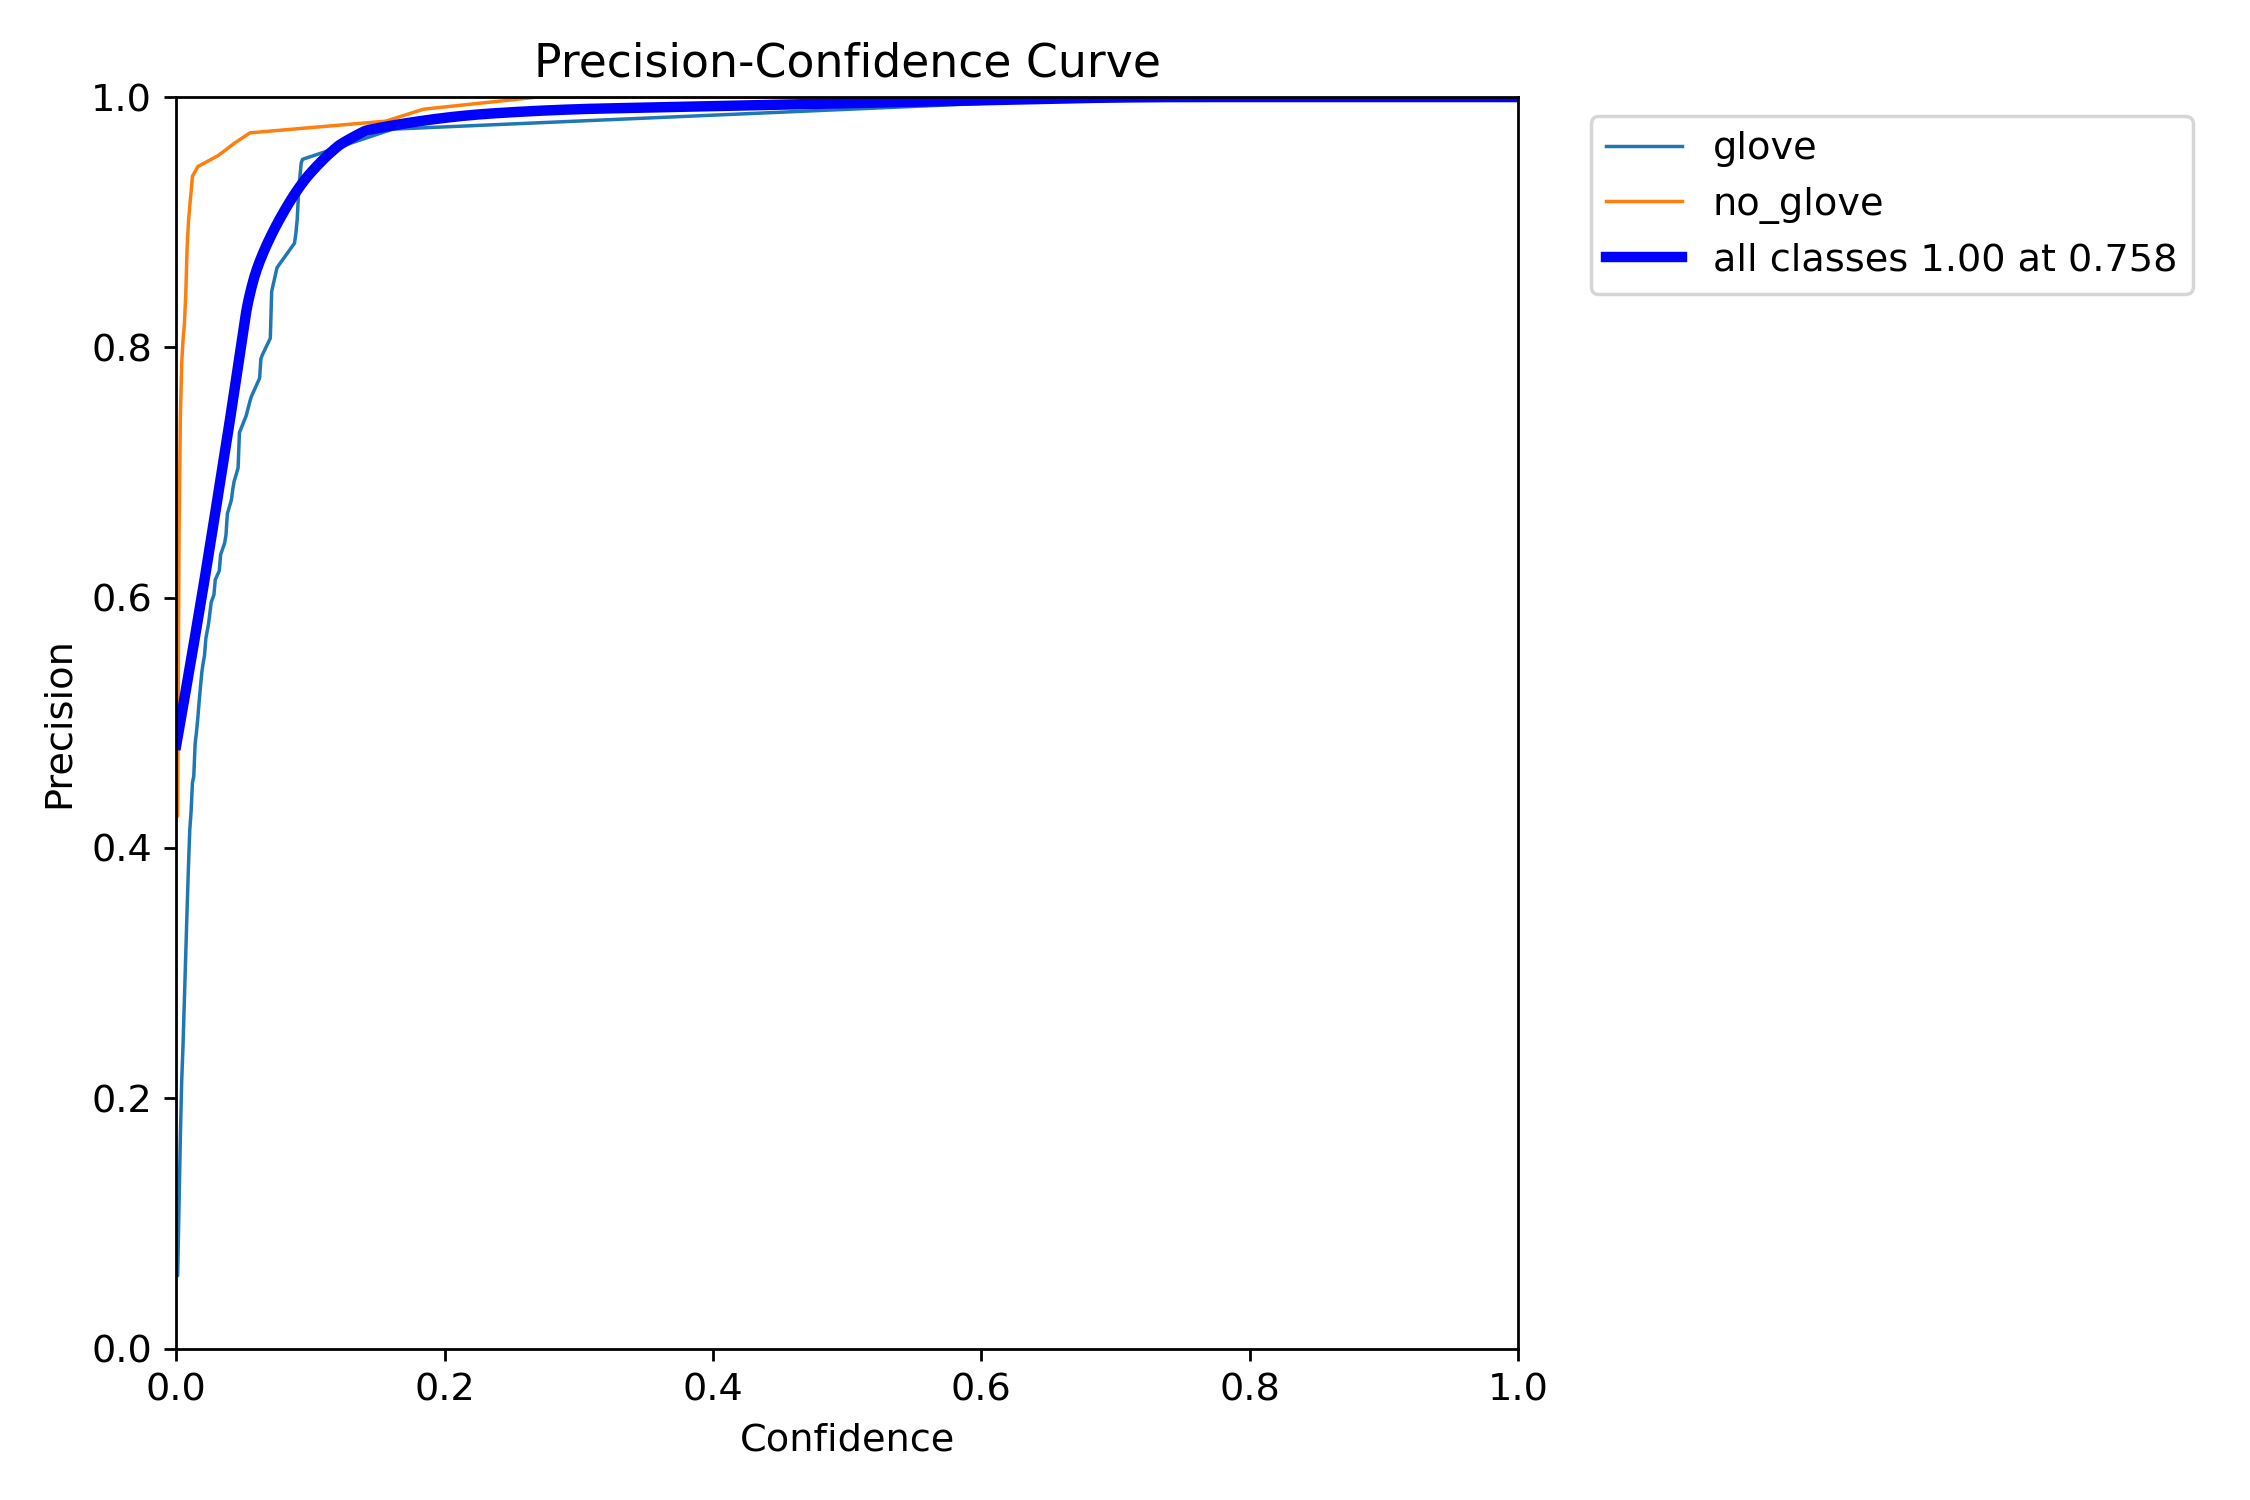 Precision-Confidence Curve
1.0
0.8
0.6
0.4
0.2
0.0
Precision
0.0 0.2 0.4 0.6 0.8 1.0
Confidence
glove
no_glove
all classes 1.00 at 0.758